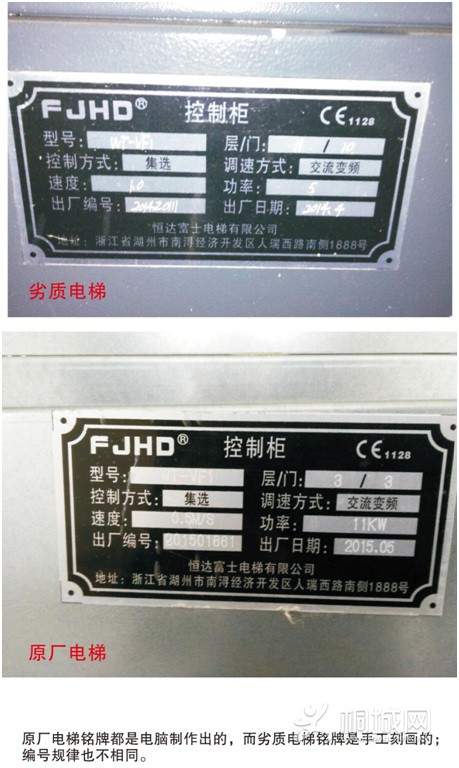 FJHD® 控制柜 CE1128
型号: WT-VF1 层/门: 11 / 10
控制方式: 集选 调速方式: 交流变频
速度: 1.0 功率: 5
出厂编号: 出厂日期: 2014.4
恒达富士电梯有限公司
地址: 浙江省湖州市南浔经济开发区人瑞西路南侧1888号
劣质电梯
FJHD® 控制柜 CE1128
型号: 层/门: 3 / 3
控制方式: 集选 调速方式: 交流变频
速度: 0.5M/S 功率: 11KW
出厂编号: 201501661 出厂日期: 2015.05
恒达富士电梯有限公司
地址: 浙江省湖州市南浔经济开发区人瑞西路南侧1888号
原厂电梯
原厂电梯铭牌都是电脑制作出的，而劣质电梯铭牌是手工刻画的；
编号规律也不相同。
桐城网